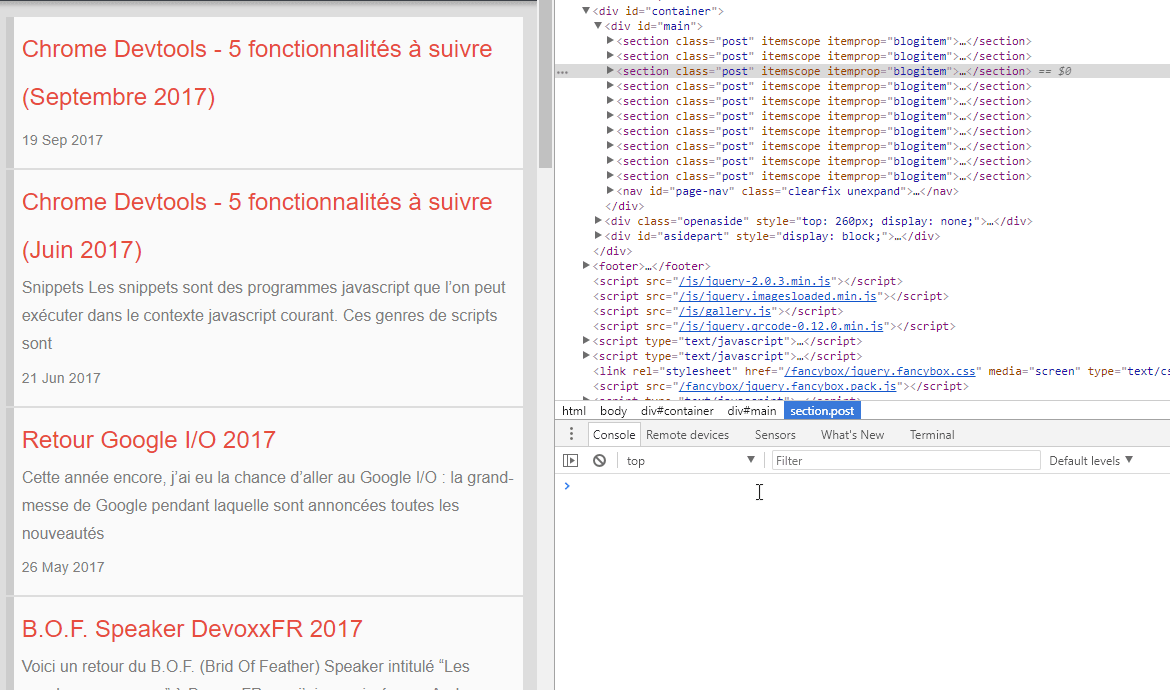 Chrome Devtools - 5 fonctionnalités à suivre
(Septembre 2017)
19 Sep 2017
Chrome Devtools - 5 fonctionnalités à suivre
(Juin 2017)
Snippets Les snippets sont des programmes javascript que l’on peut
exécuter dans le contexte javascript courant. Ces genres de scripts
sont
21 Jun 2017
Retour Google I/O 2017
Cette année encore, j’ai eu la chance d’aller au Google I/O : la grand-
messe de Google pendant laquelle sont annoncées toutes les
nouveautés
26 May 2017
B.O.F. Speaker DevoxxFR 2017
Voici un retour du B.O.F. (Brid Of Feather) Speaker intitulé “Les
▼<div id="container">
▼<div id="main">
▶<section class="post" itemscope itemprop="blogitem">…</section>
▶<section class="post" itemscope itemprop="blogitem">…</section>
… ▶<section class="post" itemscope itemprop="blogitem">…</section> == $0
▶<section class="post" itemscope itemprop="blogitem">…</section>
▶<section class="post" itemscope itemprop="blogitem">…</section>
▶<section class="post" itemscope itemprop="blogitem">…</section>
▶<section class="post" itemscope itemprop="blogitem">…</section>
▶<section class="post" itemscope itemprop="blogitem">…</section>
▶<section class="post" itemscope itemprop="blogitem">…</section>
▶<section class="post" itemscope itemprop="blogitem">…</section>
▶<nav id="page-nav" class="clearfix unexpand">…</nav>
</div>
▶<div class="openaside" style="top: 260px; display: none;">…</div>
▶<div id="asidepart" style="display: block;">…</div>
</div>
▶<footer>…</footer>
<script src="/js/jquery-2.0.3.min.js"></script>
<script src="/js/jquery.imagesloaded.min.js"></script>
<script src="/js/gallery.js"></script>
<script src="/js/jquery.qrcode-0.12.0.min.js"></script>
▶<script type="text/javascript">…</script>
▶<script type="text/javascript">…</script>
<link rel="stylesheet" href="/fancybox/jquery.fancybox.css" media="screen" type="text/cs
<script src="/fancybox/jquery.fancybox.pack.js"></script>
html body div#container div#main section.post
Console Remote devices Sensors What's New Terminal
top ▼ Filter Default levels ▼
>